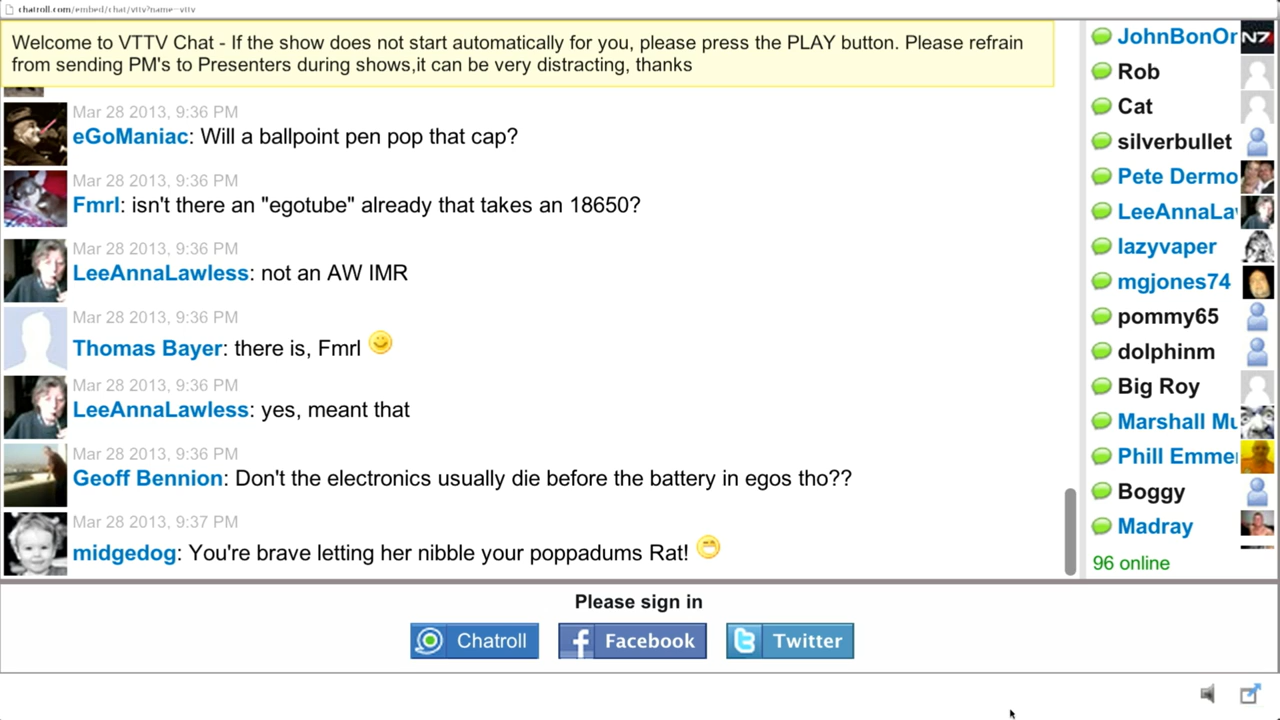 chatroll.com/embed/chat/vttv?name=vttv
Welcome to VTTV Chat - If the show does not start automatically for you, please press the PLAY button. Please refrain
from sending PM's to Presenters during shows,it can be very distracting, thanks
Mar 28 2013, 9:36 PM
eGoManiac: Will a ballpoint pen pop that cap?
Mar 28 2013, 9:36 PM
Fmrl: isn't there an "egotube" already that takes an 18650?
Mar 28 2013, 9:36 PM
LeeAnnaLawless: not an AW IMR
Mar 28 2013, 9:36 PM
Thomas Bayer: there is, Fmrl
Mar 28 2013, 9:36 PM
LeeAnnaLawless: yes, meant that
Mar 28 2013, 9:36 PM
Geoff Bennion: Don't the electronics usually die before the battery in egos tho??
Mar 28 2013, 9:37 PM
midgedog: You're brave letting her nibble your poppadums Rat!
JohnBonOr
N7
Rob
Cat
silverbullet
Pete Dermo
LeeAnnaLa
lazyvaper
mgjones74
pommy65
dolphinm
Big Roy
Marshall Mu
Phill Emme
Boggy
Madray
96 online
Please sign in
Chatroll
Facebook
Twitter